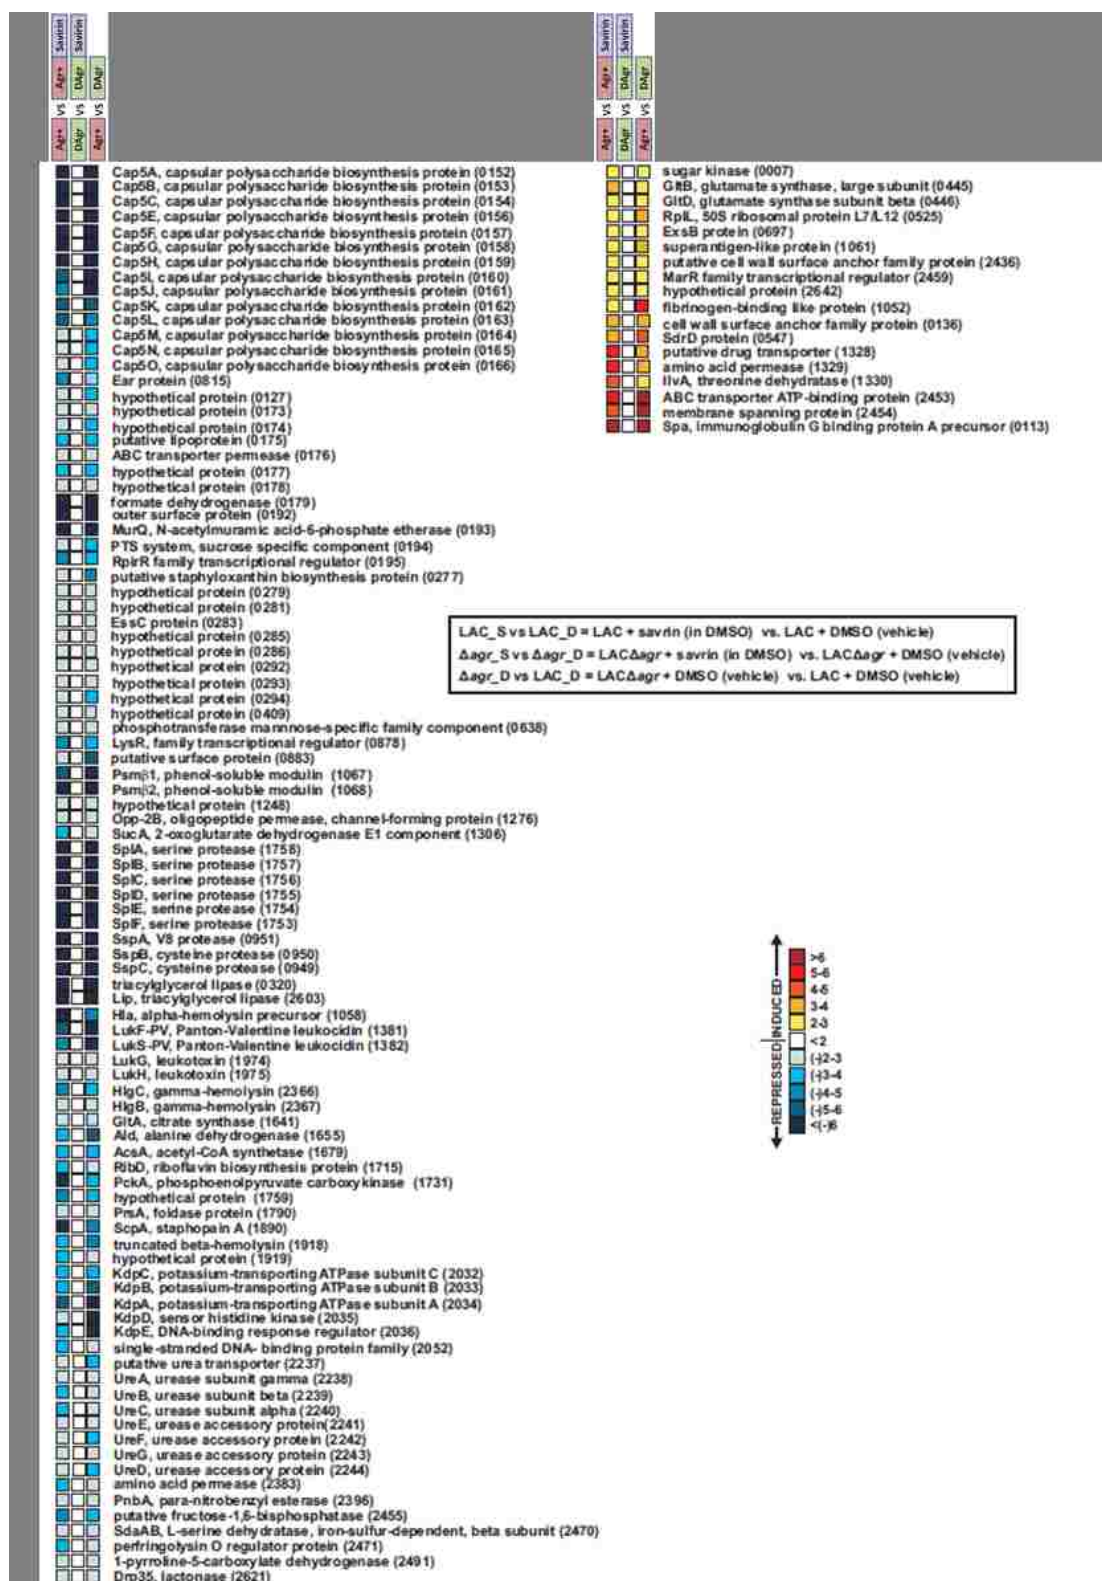 Savirin Savirin
Agr+ DAgr DAgr
VS VS VS
Agr+ DAgr Agr+
Cap5A, capsular polysaccharide biosynthesis protein (0152)
Cap5B, capsular polysaccharide biosynthesis protein (0153)
Cap5C, capsular polysaccharide biosynthesis protein (0154)
Cap5E, capsular polysaccharide biosynthesis protein (0156)
Cap5F, capsular polysaccharide biosynthesis protein (0157)
Cap5G, capsular polysaccharide biosynthesis protein (0158)
Cap5H, capsular polysaccharide biosynthesis protein (0159)
Cap5I, capsular polysaccharide biosynthesis protein (0160)
Cap5J, capsular polysaccharide biosynthesis protein (0161)
Cap5K, capsular polysaccharide biosynthesis protein (0162)
Cap5L, capsular polysaccharide biosynthesis protein (0163)
Cap5M, capsular polysaccharide biosynthesis protein (0164)
Cap5N, capsular polysaccharide biosynthesis protein (0165)
Cap5O, capsular polysaccharide biosynthesis protein (0166)
Ear protein (0815)
hypothetical protein (0127)
hypothetical protein (0173)
hypothetical protein (0174)
putative lipoprotein (0175)
ABC transporter permease (0176)
hypothetical protein (0177)
hypothetical protein (0178)
formate dehydrogenase (0179)
outer surface protein (0192)
MurQ, N-acetylmuramic acid-6-phosphate etherase (0193)
PTS system, sucrose specific component (0194)
RpirR family transcriptional regulator (0195)
putative staphyloxanthin biosynthesis protein (0277)
hypothetical protein (0279)
hypothetical protein (0281)
EssC protein (0283)
hypothetical protein (0285)
hypothetical protein (0286)
hypothetical protein (0292)
hypothetical protein (0293)
hypothetical protein (0294)
hypothetical protein (0409)
phosphotransferase mannnose-specific family component (0638)
LysR, family transcriptional regulator (0878)
putative surface protein (0883)
Psmβ1, phenol-soluble modulin (1067)
Psmβ2, phenol-soluble modulin (1068)
hypothetical protein (1248)
Opp-2B, oligopeptide permease, channel-forming protein (1276)
SucA, 2-oxoglutarate dehydrogenase E1 component (1306)
SplA, serine protease (1758)
SplB, serine protease (1757)
SplC, serine protease (1756)
SplD, serine protease (1755)
SplE, serine protease (1754)
SplF, serine protease (1753)
SspA, V8 protease (0951)
SspB, cysteine protease (0950)
SspC, cysteine protease (0949)
triacylglycerol lipase (0320)
Lip, triacylglycerol lipase (2603)
Hla, alpha-hemolysin precursor (1058)
LukF-PV, Panton-Valentine leukocidin (1381)
LukS-PV, Panton-Valentine leukocidin (1382)
LukG, leukotoxin (1974)
LukH, leukotoxin (1975)
HlgC, gamma-hemolysin (2366)
HlgB, gamma-hemolysin (2367)
GltA, citrate synthase (1641)
Ald, alanine dehydrogenase (1655)
AcsA, acetyl-CoA synthetase (1679)
RibD, riboflavin biosynthesis protein (1715)
PckA, phosphoenolpyruvate carboxykinase (1731)
hypothetical protein (1759)
PrsA, foldase protein (1790)
ScpA, staphopain A (1890)
truncated beta-hemolysin (1918)
hypothetical protein (1919)
KdpC, potassium-transporting ATPase subunit C (2032)
KdpB, potassium-transporting ATPase subunit B (2033)
KdpA, potassium-transporting ATPase subunit A (2034)
KdpD, sensor histidine kinase (2035)
KdpE, DNA-binding response regulator (2036)
single-stranded DNA- binding protein family (2052)
putative urea transporter (2237)
UreA, urease subunit gamma (2238)
UreB, urease subunit beta (2239)
UreC, urease subunit alpha (2240)
UreE, urease accessory protein(2241)
UreF, urease accessory protein (2242)
UreG, urease accessory protein (2243)
UreD, urease accessory protein (2244)
amino acid permease (2383)
PnbA, para-nitrobenzyl esterase (2396)
putative fructose-1,6-bisphosphatase (2455)
SdaAB, L-serine dehydratase, iron-sulfur-dependent, beta subunit (2470)
perfringolysin O regulator protein (2471)
1-pyrroline-5-carboxylate dehydrogenase (2491)
Drp35, lactonase (2621)
Savirin Savirin
Agr+ DAgr DAgr
VS VS VS
Agr+ DAgr Agr+
sugar kinase (0007)
GltB, glutamate synthase, large subunit (0445)
GltD, glutamate synthase subunit beta (0446)
RplL, 50S ribosomal protein L7/L12 (0525)
ExsB protein (0697)
superantigen-like protein (1061)
putative cell wall surface anchor family protein (2436)
MarR family transcriptional regulator (2459)
hypothetical protein (2642)
fibrinogen-binding like protein (1052)
cell wall surface anchor family protein (0136)
SdrD protein (0547)
putative drug transporter (1328)
amino acid permease (1329)
IlvA, threonine dehydratase (1330)
ABC transporter ATP-binding protein (2453)
membrane spanning protein (2454)
Spa, immunoglobulin G binding protein A precursor (0113)
LAC_S vs LAC_D = LAC + savrin (in DMSO) vs. LAC + DMSO (vehicle)
Δagr_S vs Δagr_D = LACΔagr + savrin (in DMSO) vs. LACΔagr + DMSO (vehicle)
Δagr_D vs LAC_D = LACΔagr + DMSO (vehicle) vs. LAC + DMSO (vehicle)
REPRESSED INDUCED
>6
5-6
4-5
3-4
2-3
<2
(-)2-3
(-)3-4
(-)4-5
(-)5-6
<(-)6